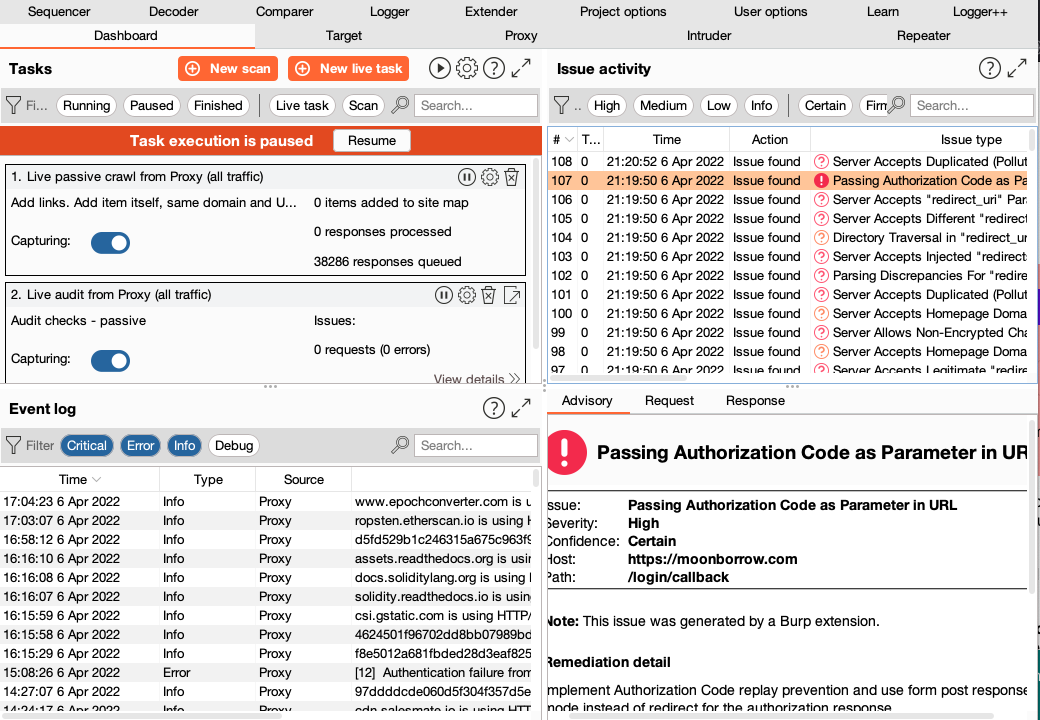 Sequencer Decoder Comparer Logger Extender Project options User options Learn Logger++
Dashboard Target Proxy Intruder Repeater
Tasks
New scan
New live task
Fi...
Running Paused Finished Live task Scan Search...
Task execution is paused Resume
1. Live passive crawl from Proxy (all traffic)
Add links. Add item itself, same domain and U... 0 items added to site map
0 responses processed
Capturing:
38286 responses queued
2. Live audit from Proxy (all traffic)
Audit checks - passive Issues:
0 requests (0 errors)
Capturing:
View details
Issue activity
.. High Medium Low Info Certain Firm Search...
# T... Time Action Issue type
108 0 21:20:52 6 Apr 2022 Issue found Server Accepts Duplicated (Pollut
107 0 21:19:50 6 Apr 2022 Issue found Passing Authorization Code as Pa
106 0 21:19:50 6 Apr 2022 Issue found Server Accepts "redirect_uri" Par
105 0 21:19:50 6 Apr 2022 Issue found Server Accepts Different "redirect
104 0 21:19:50 6 Apr 2022 Issue found Directory Traversal in "redirect_ur
103 0 21:19:50 6 Apr 2022 Issue found Server Accepts Injected "redirect
102 0 21:19:50 6 Apr 2022 Issue found Parsing Discrepancies For "redire
101 0 21:19:50 6 Apr 2022 Issue found Server Accepts Duplicated (Pollut
100 0 21:19:50 6 Apr 2022 Issue found Server Accepts Homepage Doma
99 0 21:19:50 6 Apr 2022 Issue found Server Allows Non-Encrypted Cha
98 0 21:19:50 6 Apr 2022 Issue found Server Accepts Homepage Doma
97 0 21:19:50 6 Apr 2022 Issue found Server Accepts Legitimate "redire
Event log
Filter Critical Error Info Debug Search...
Time Type Source
17:04:23 6 Apr 2022 Info Proxy www.epochconverter.com is u
17:03:07 6 Apr 2022 Info Proxy ropsten.etherscan.io is using H
16:58:12 6 Apr 2022 Info Proxy d5fd529b1c246315a675c963f9
16:16:10 6 Apr 2022 Info Proxy assets.readthedocs.org is usin
16:16:08 6 Apr 2022 Info Proxy docs.soliditylang.org is using
16:16:07 6 Apr 2022 Info Proxy solidity.readthedocs.io is using
16:15:59 6 Apr 2022 Info Proxy csi.gstatic.com is using HTTP/
16:15:58 6 Apr 2022 Info Proxy 4624501f96702dd8bb07989bd
16:15:29 6 Apr 2022 Info Proxy f8e5012a681fbded28d3eaf825
15:08:26 6 Apr 2022 Error Proxy [12] Authentication failure from
14:27:07 6 Apr 2022 Info Proxy 97ddddcde060d5f304f357d5e
14:24:17 6 Apr 2022 Info Proxy cdn.salesmate.io is using HTT
Advisory Request Response
Passing Authorization Code as Parameter in UR
ssue: Passing Authorization Code as Parameter in URL
Severity: High
Confidence: Certain
Host: https://moonborrow.com
Path: /login/callback
Note: This issue was generated by a Burp extension.
Remediation detail
mplement Authorization Code replay prevention and use form post response
mode instead of redirect for the authorization response